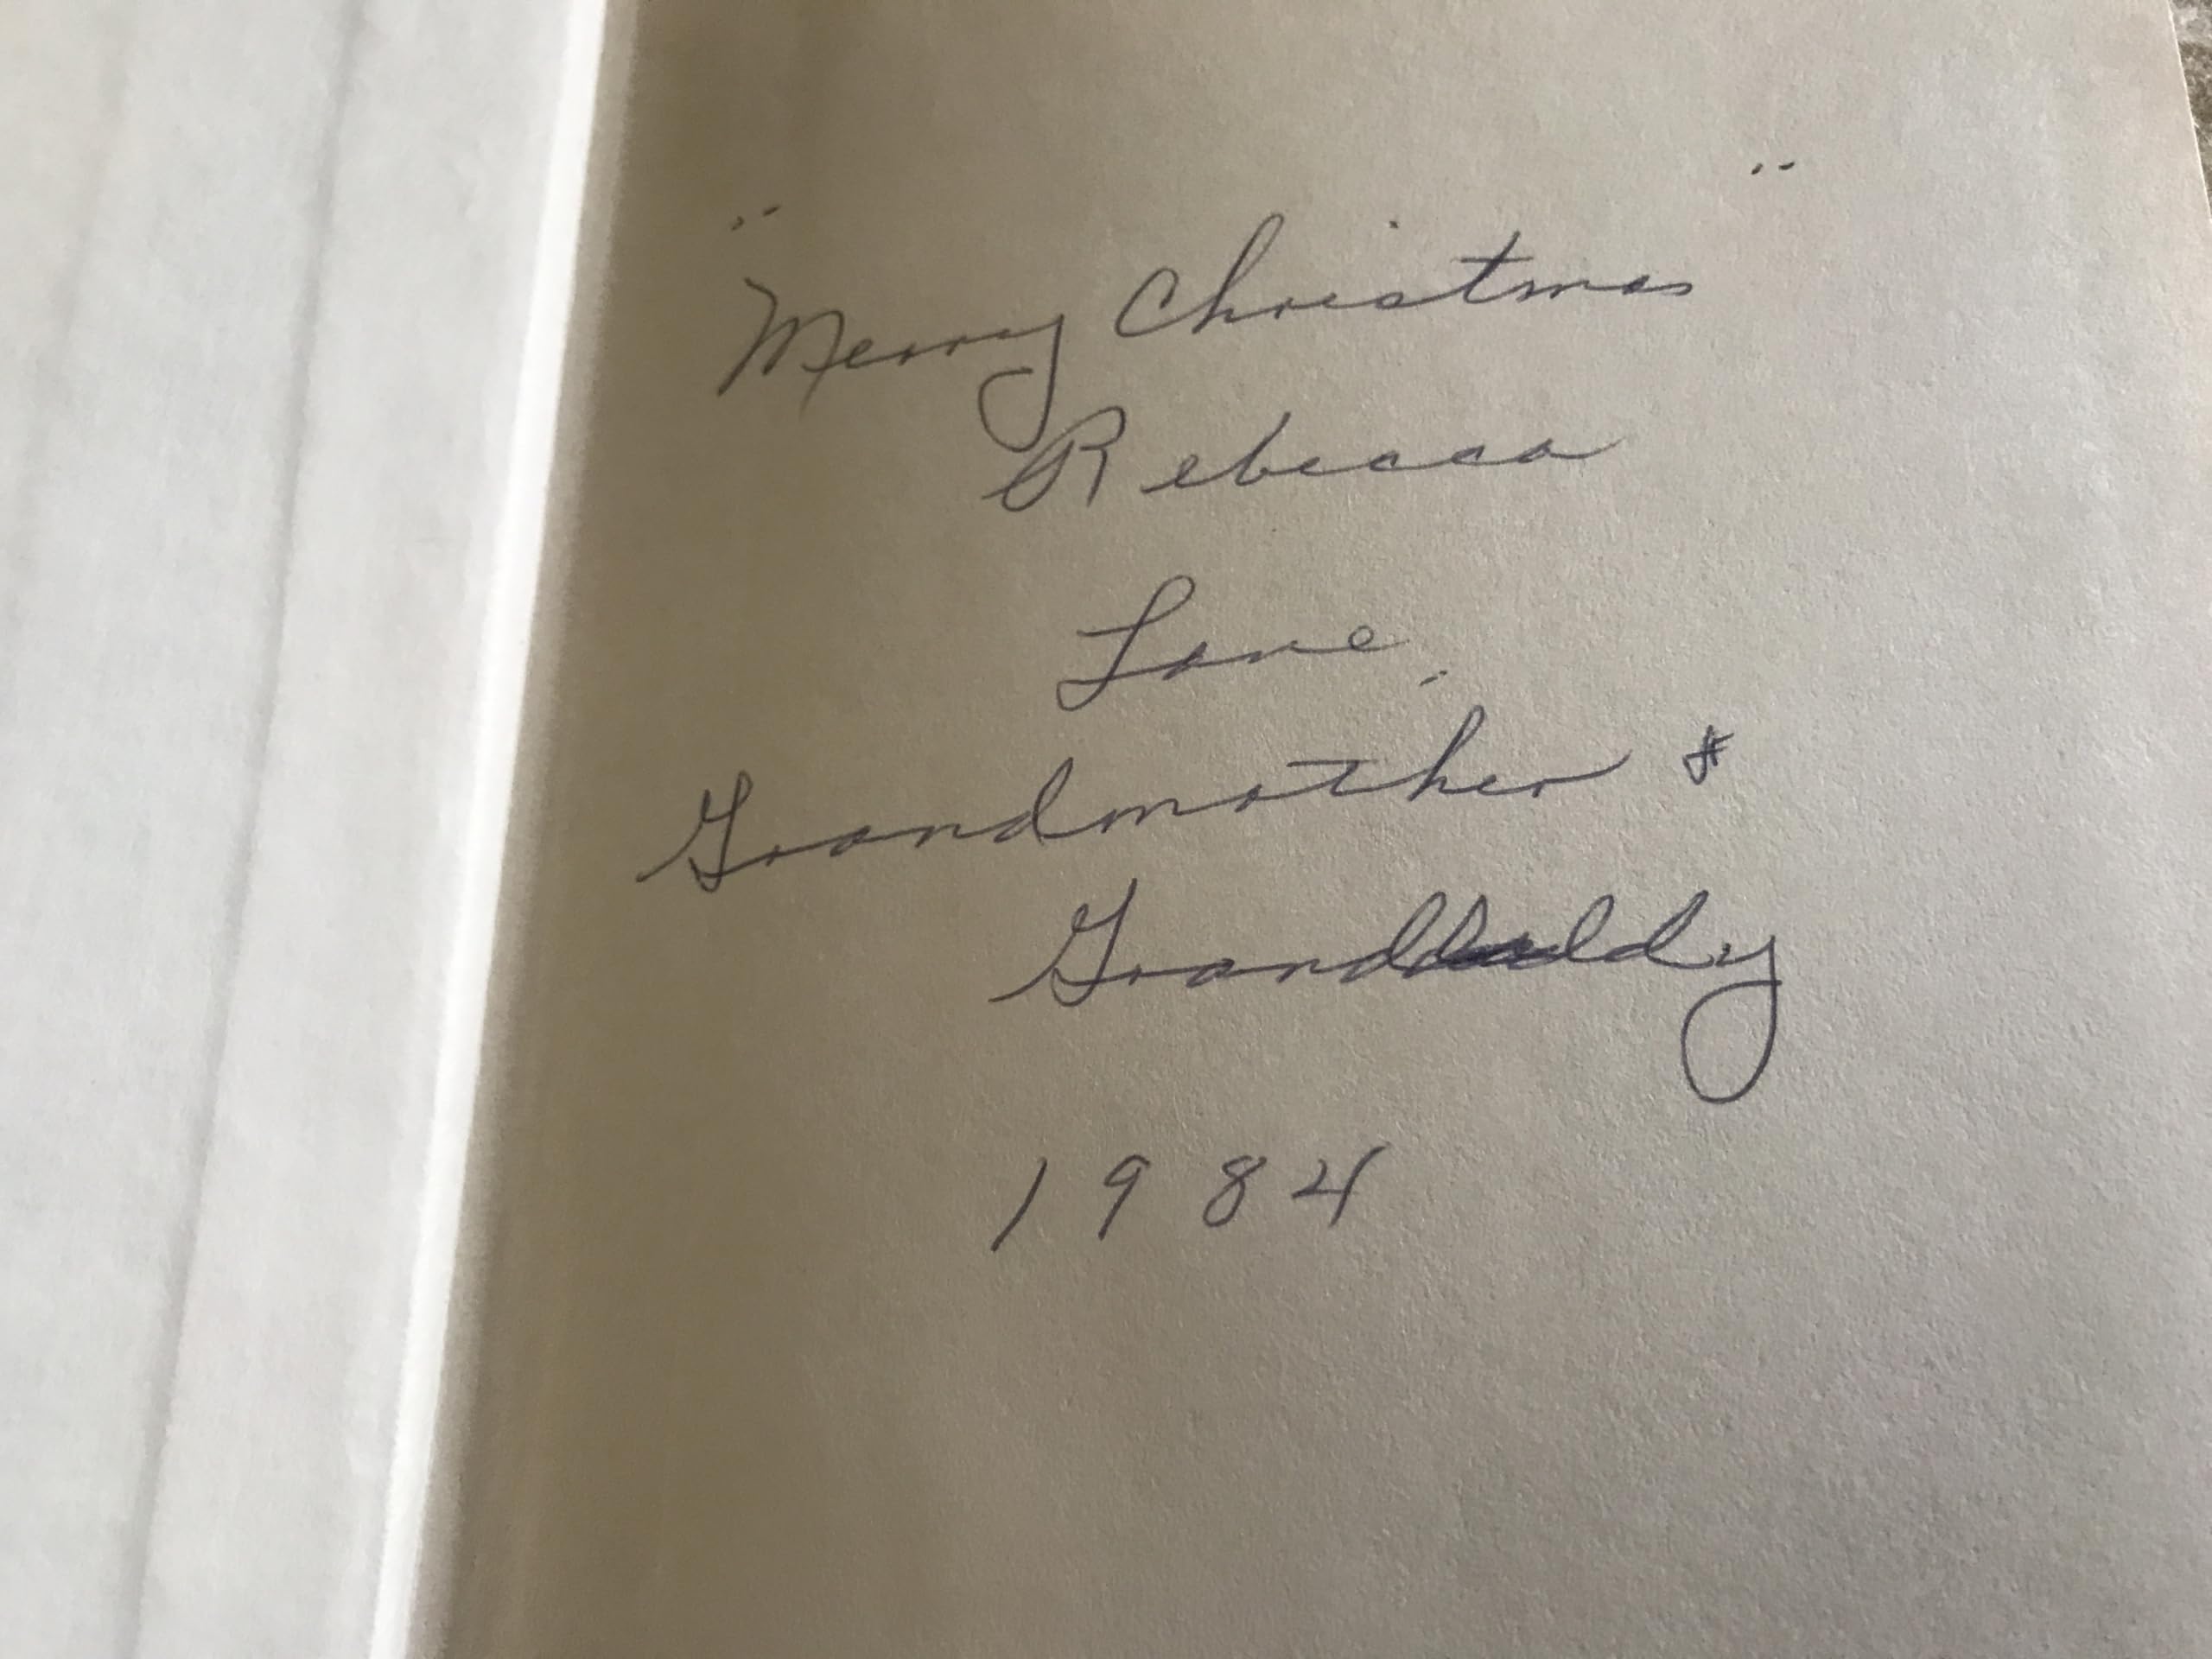 "Merry Christmas"
Rebecca
Love,
Grandmother &
Granddaddy
1984